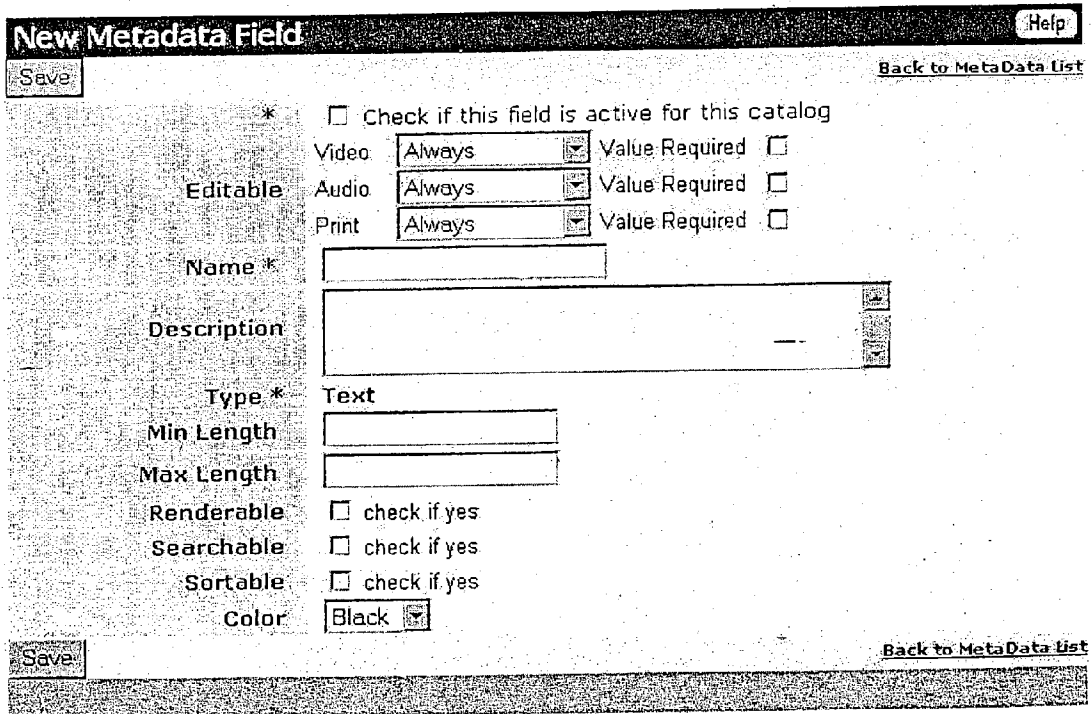 New Metadata Field Help
Save Back to MetaData List
* Check if this field is active for this catalog
Video Always Value Required
Editable Audio Always Value Required
Print Always Value Required
Name *
Description
Type * Text
Min Length
Max Length
Renderable check if yes
Searchable check if yes
Sortable check if yes
Color Black
Save Back to MetaData List